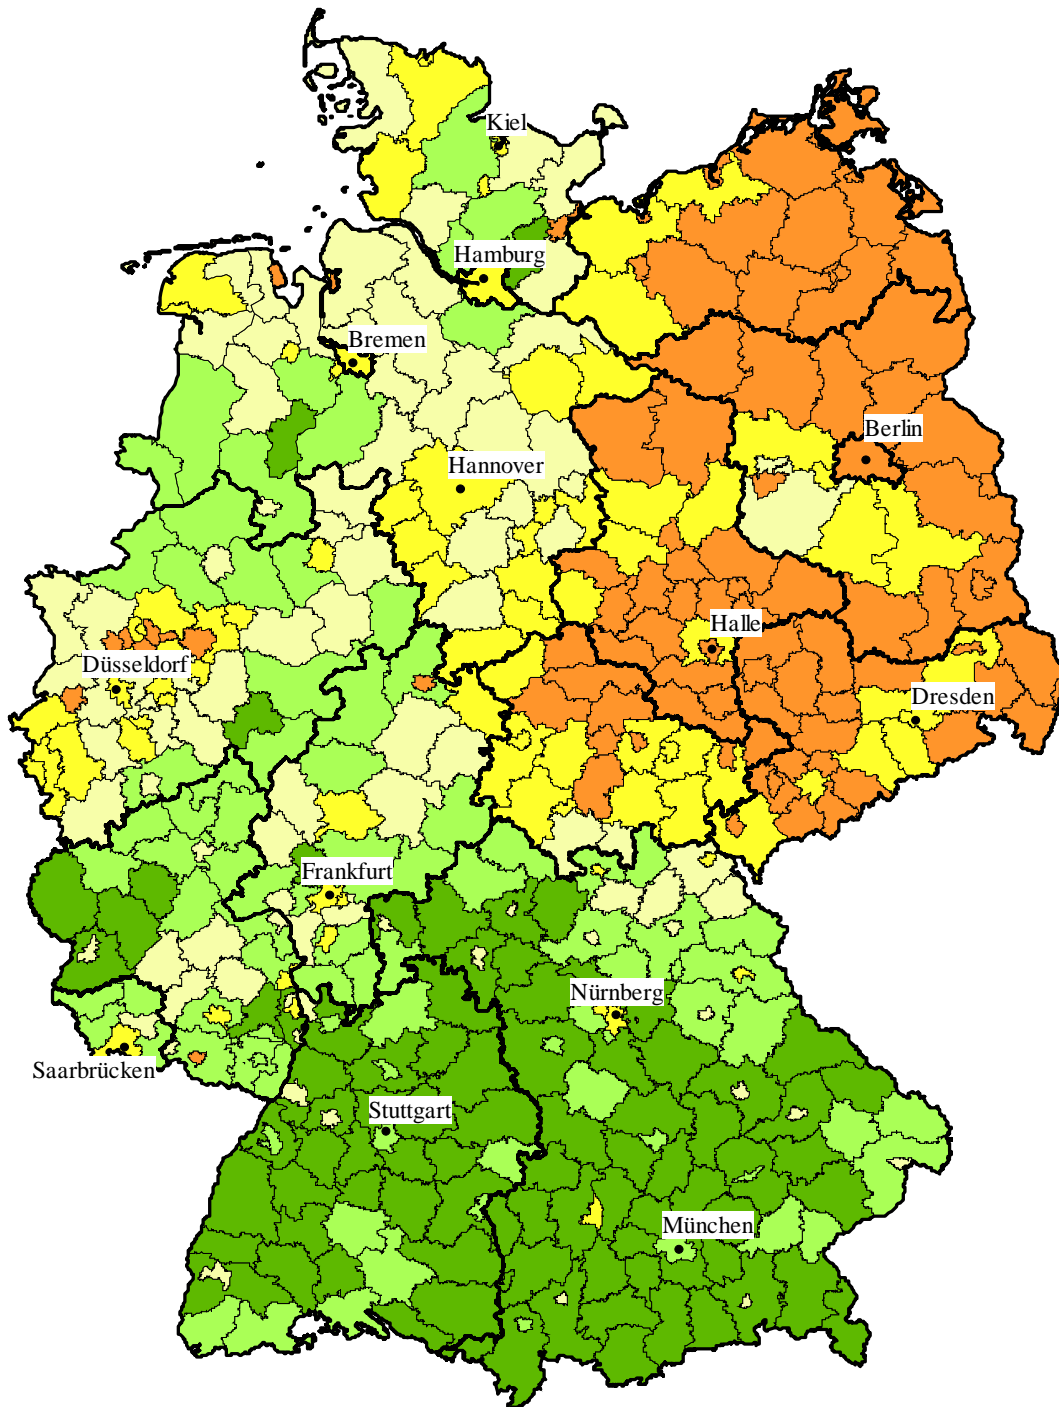 Kiel
Hamburg
Bremen
Berlin
Hannover
Halle
Düsseldorf
Dresden
Frankfurt
Nürnberg
Saarbrücken
Stuttgart
München